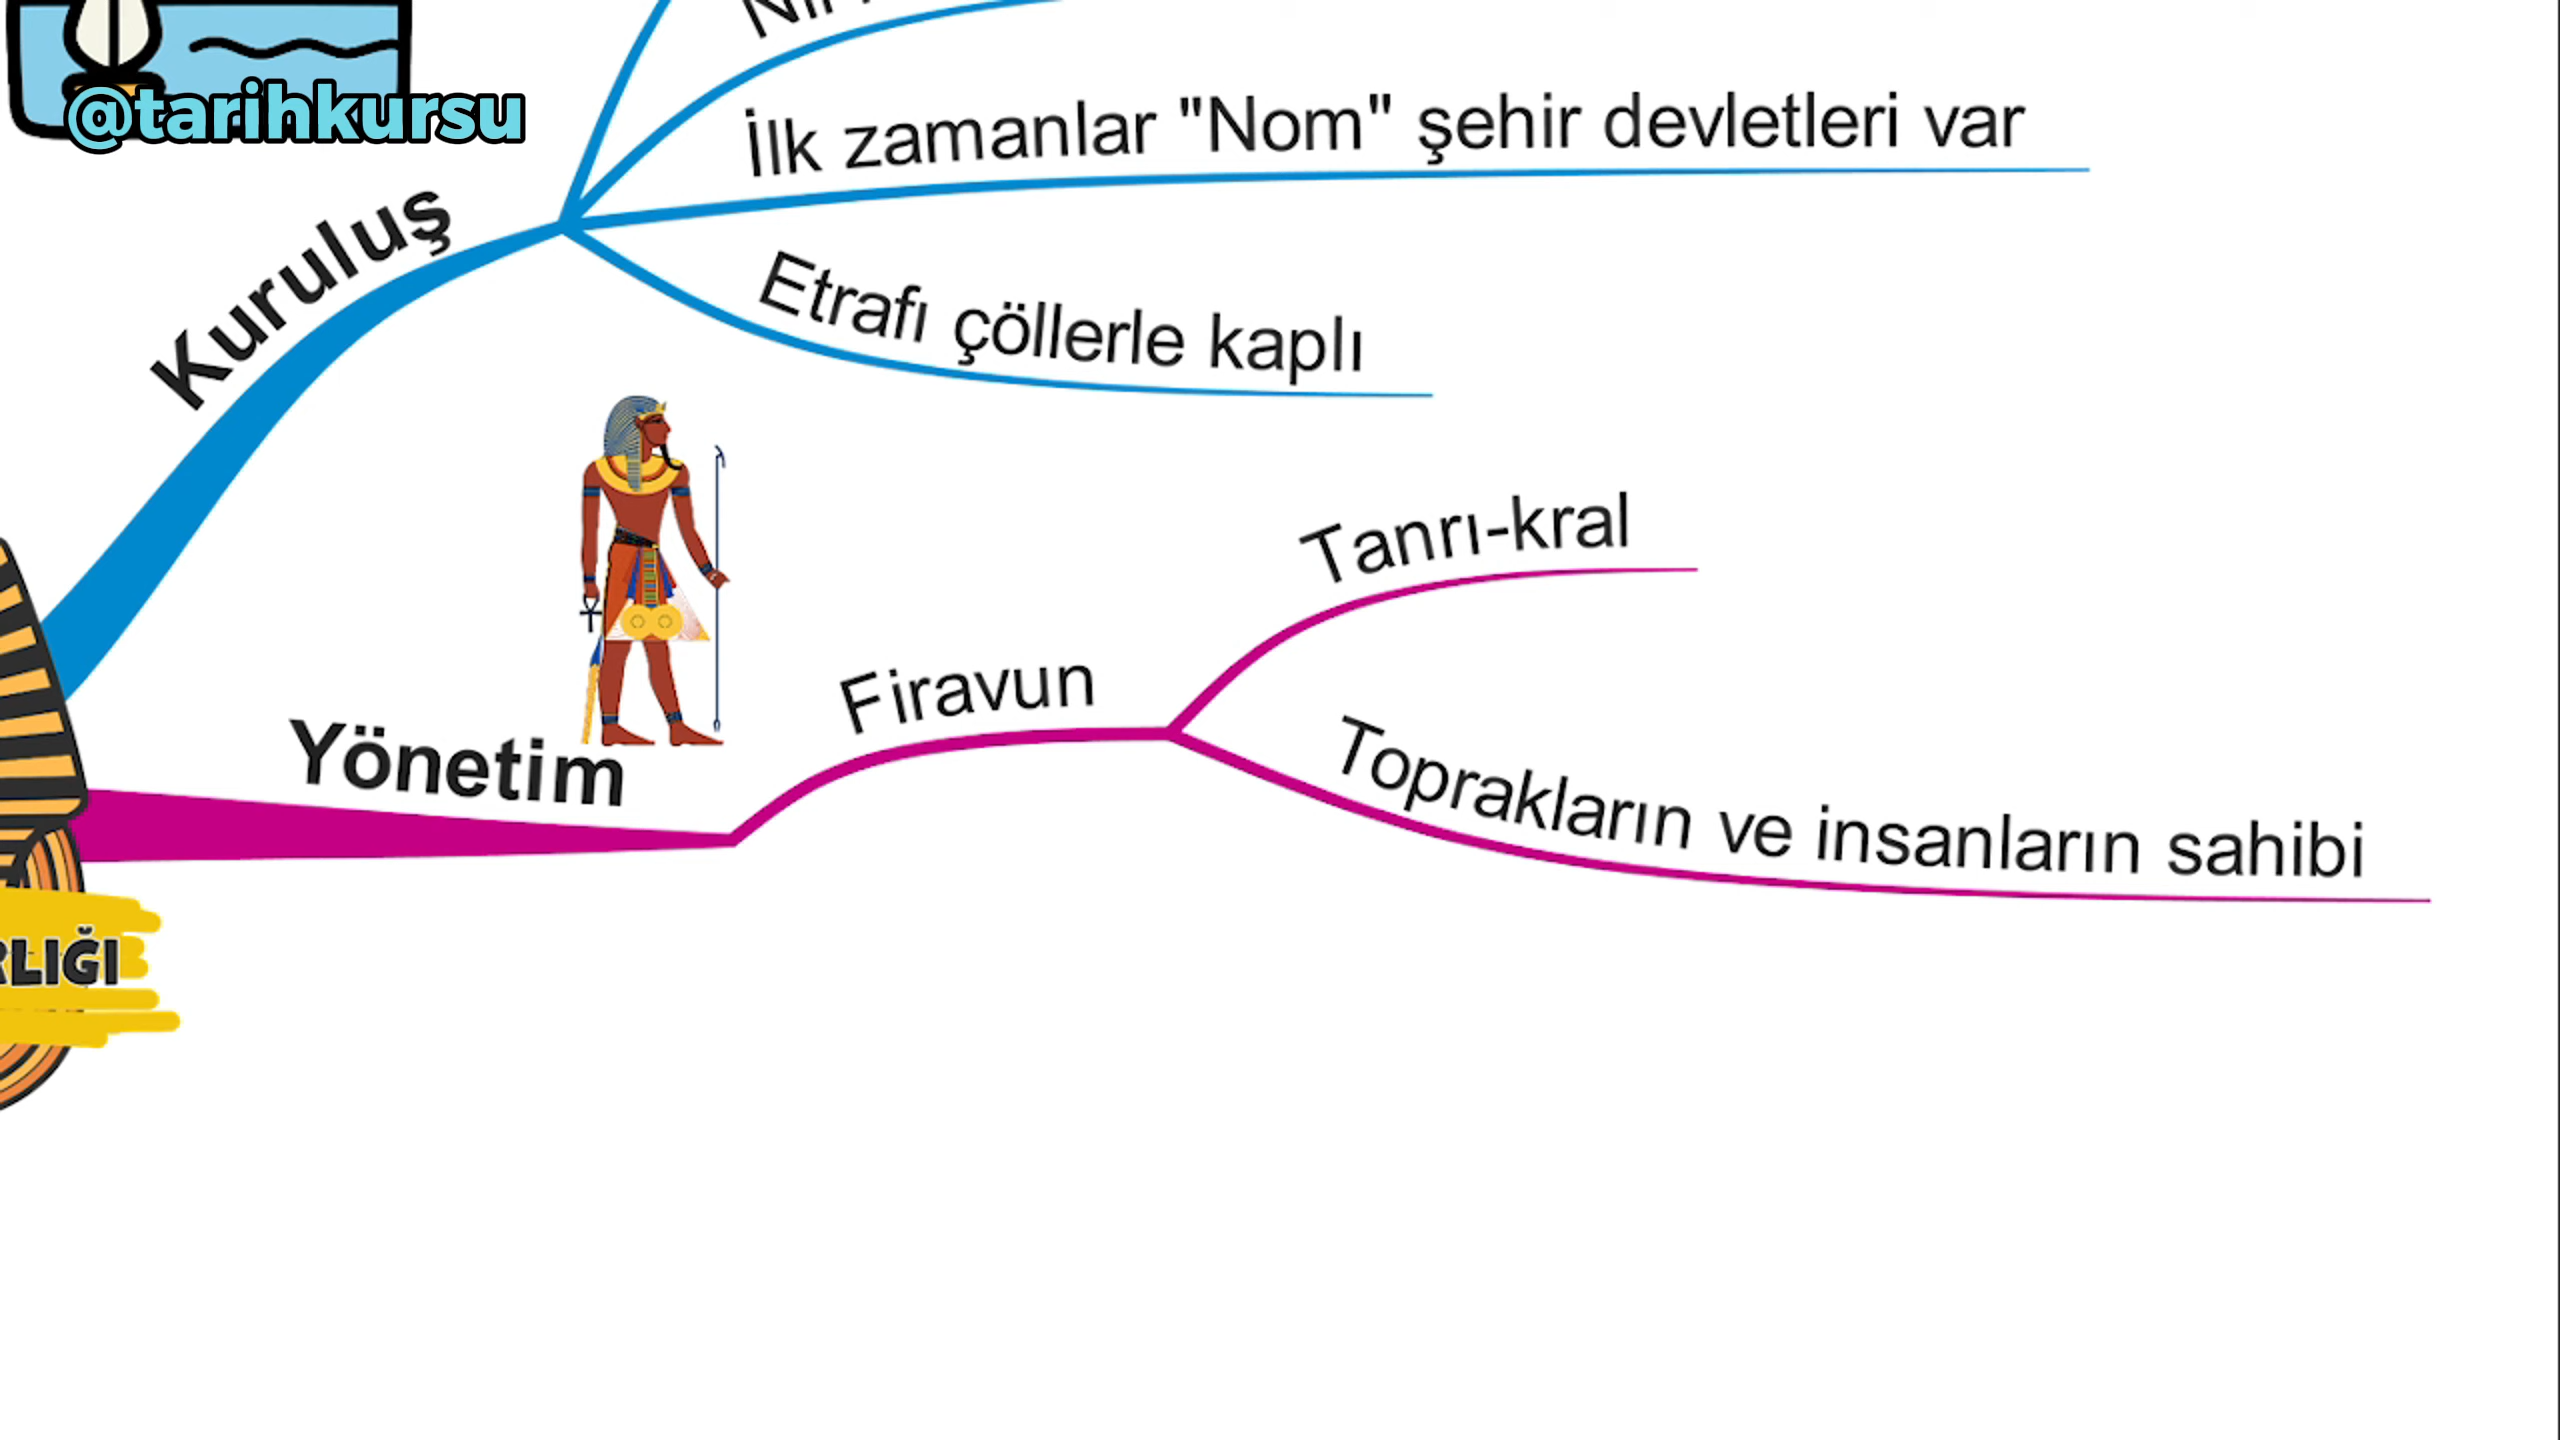 @tarihkursu
İlk zamanlar "Nom" şehir devletleri var
Kuruluş
Etrafı çöllerle kaplı
Tanrı-kral
Firavun
Yönetim
Toprakların ve insanların sahibi